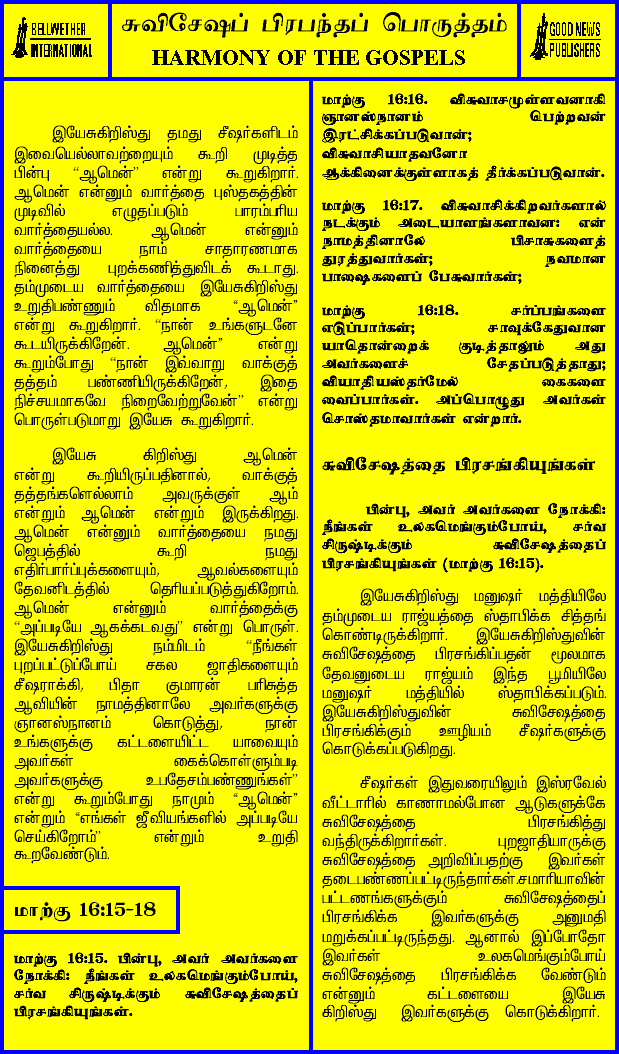 BELLWETHER
INTERNATIONAL
சுவிசேஷப் பிரபந்தப் பொருத்தம்
HARMONY OF THE GOSPELS
GOOD NEWS
PUBLISHERS
இயேசுகிறிஸ்து தமது சீஷர்களிடம்
இவையெல்லாவற்றையும் கூறி முடித்த
பின்பு “ஆமென்” என்று கூறுகிறார்.
ஆமென் என்னும் வார்த்தை புஸ்தகத்தின்
முடிவில் எழுதப்படும் பாரம்பரிய
வார்த்தையல்ல. ஆமென் என்னும்
வார்த்தையை நாம் சாதாரணமாக
நினைத்து புறக்கணித்துவிடக் கூடாது.
தம்முடைய வார்த்தையை இயேசுகிறிஸ்து
உறுதிபண்ணும் விதமாக “ஆமென்”
என்று கூறுகிறார். “நான் உங்களுடனே
கூடயிருக்கிறேன். ஆமென்” என்று
கூறும்போது “நான் இவ்வாறு வாக்குத்
தத்தம் பண்ணியிருக்கிறேன், இதை
நிச்சயமாகவே நிறைவேற்றுவேன்” என்று
பொருள்படுமாறு இயேசு கூறுகிறார்.
இயேசு கிறிஸ்து ஆமென்
என்று கூறியிருப்பதினால், வாக்குத்
தத்தங்களெல்லாம் அவருக்குள் ஆம்
என்றும் ஆமென் என்றும் இருக்கிறது.
ஆமென் என்னும் வார்த்தையை நமது
ஜெபத்தில் கூறி நமது
எதிர்பார்ப்புக்களையும், ஆவல்களையும்
தேவனிடத்தில் தெரியப்படுத்துகிறோம்.
ஆமென் என்னும் வார்த்தைக்கு
“அப்படியே ஆகக்கடவது” என்று பொருள்.
இயேசுகிறிஸ்து நம்மிடம் “நீங்கள்
புறப்பட்டுப்போய் சகல ஜாதிகளையும்
சீஷராக்கி, பிதா குமாரன் பரிசுத்த
ஆவியின் நாமத்தினாலே அவர்களுக்கு
ஞானஸ்நானம் கொடுத்து, நான்
உங்களுக்கு கட்டளையிட்ட யாவையும்
அவர்கள் கைக்கொள்ளும்படி
அவர்களுக்கு உபதேசம்பண்ணுங்கள்”
என்று கூறும்போது நாமும் “ஆமென்”
என்றும் “எங்கள் ஜீவியங்களில் அப்படியே
செய்கிறோம்” என்றும் உறுதி
கூறவேண்டும்.
மாற்கு 16:15-18
மாற்கு 16:15. பின்பு, அவர் அவர்களை
நோக்கி: நீங்கள் உலகமெங்கும்போய்,
சர்வ சிருஷ்டிக்கும் சுவிசேஷத்தைப்
பிரசங்கியுங்கள்.
மாற்கு 16:16. விசுவாசமுள்ளவனாகி
ஞானஸ்நானம் பெற்றவன்
இரட்சிக்கப்படுவான்;
விசுவாசியாதவனோ
ஆக்கினைக்குள்ளாகத் தீர்க்கப்படுவான்.
மாற்கு 16:17. விசுவாசிக்கிறவர்களால்
நடக்கும் அடையாளங்களாவன: என்
நாமத்தினாலே பிசாசுகளைத்
துரத்துவார்கள்; நவமான
பாஷைகளைப் பேசுவார்கள்;
மாற்கு 16:18. சர்ப்பங்களை
எடுப்பார்கள்; சாவுக்கேதுவான
யாதொன்றைக் குடித்தாலும் அது
அவர்களைச் சேதப்படுத்தாது;
வியாதியஸ்தர்மேல் கைகளை
வைப்பார்கள். அப்பொழுது அவர்கள்
சொஸ்தமாவார்கள் என்றார்.
சுவிசேஷத்தை பிரசங்கியுங்கள்
பின்பு, அவர் அவர்களை நோக்கி:
நீங்கள் உலகமெங்கும்போய், சர்வ
சிருஷ்டிக்கும் சுவிசேஷத்தைப்
பிரசங்கியுங்கள் (மாற்கு 16:15).
இயேசுகிறிஸ்து மனுஷர் மத்தியிலே
தம்முடைய ராஜ்யத்தை ஸ்தாபிக்க சித்தங்
கொண்டிருக்கிறார். இயேசுகிறிஸ்துவின்
சுவிசேஷத்தை பிரசங்கிப்பதன் மூலமாக
தேவனுடைய ராஜ்யம் இந்த பூமியிலே
மனுஷர் மத்தியில் ஸ்தாபிக்கப்படும்.
இயேசுகிறிஸ்துவின் சுவிசேஷத்தை
பிரசங்கிக்கும் ஊழியம் சீஷர்களுக்கு
கொடுக்கப்படுகிறது.
சீஷர்கள் இதுவரையிலும் இஸ்ரவேல்
வீட்டாரில் காணாமல்போன ஆடுகளுக்கே
சுவிசேஷத்தை பிரசங்கித்து
வந்திருக்கிறார்கள். புறஜாதியாருக்கு
சுவிசேஷத்தை அறிவிப்பதற்கு இவர்கள்
தடைபண்ணப்பட்டிருந்தார்கள்.சமாரியாவின்
பட்டணங்களுக்கும் சுவிசேஷத்தைப்
பிரசங்கிக்க இவர்களுக்கு அனுமதி
மறுக்கப்பட்டிருந்தது. ஆனால் இப்போதோ
இவர்கள் உலகமெங்கும்போய்
சுவிசேஷத்தை பிரசங்கிக்க வேண்டும்
என்னும் கட்டளையை இயேசு
கிறிஸ்து இவர்களுக்கு கொடுக்கிறார்.